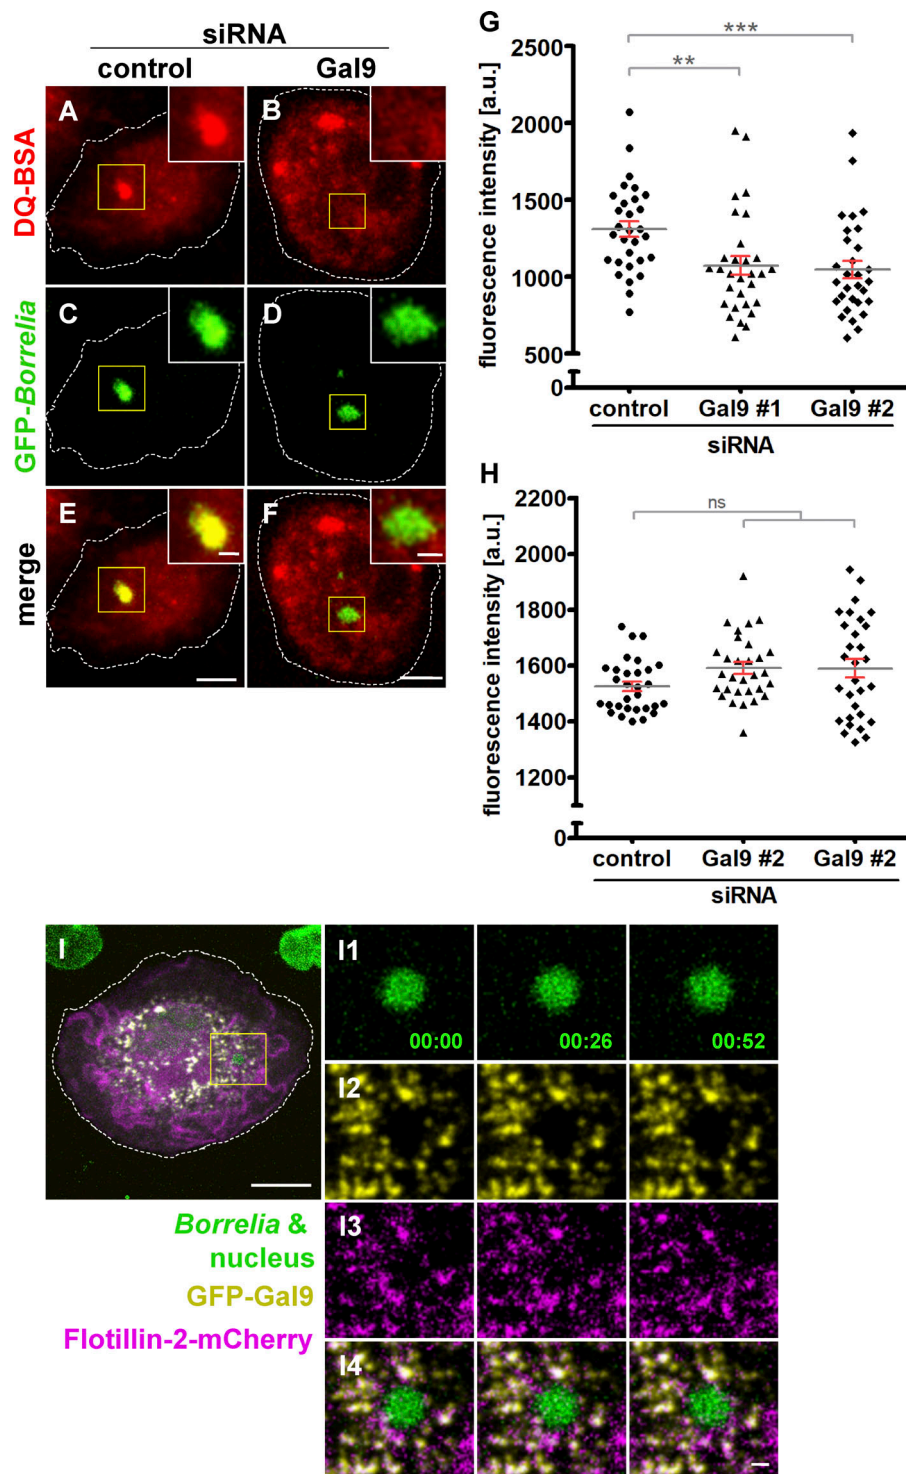 siRNA
control Gal9
DQ-BSA
A B
GFP-Borrelia
C D
merge
E F
G
fluorescence intensity [a.u.]
2500
2000
1500
1000
500
0
***
**
control Gal9 #1 Gal9 #2
siRNA
H
fluorescence intensity [a.u.]
2200
2000
1800
1600
1400
1200
0
ns
control Gal9 #2 Gal9 #2
siRNA
I
Borrelia &
nucleus
GFP-Gal9
Flotillin-2-mCherry
I1
00:00 00:26 00:52
I2
I3
I4